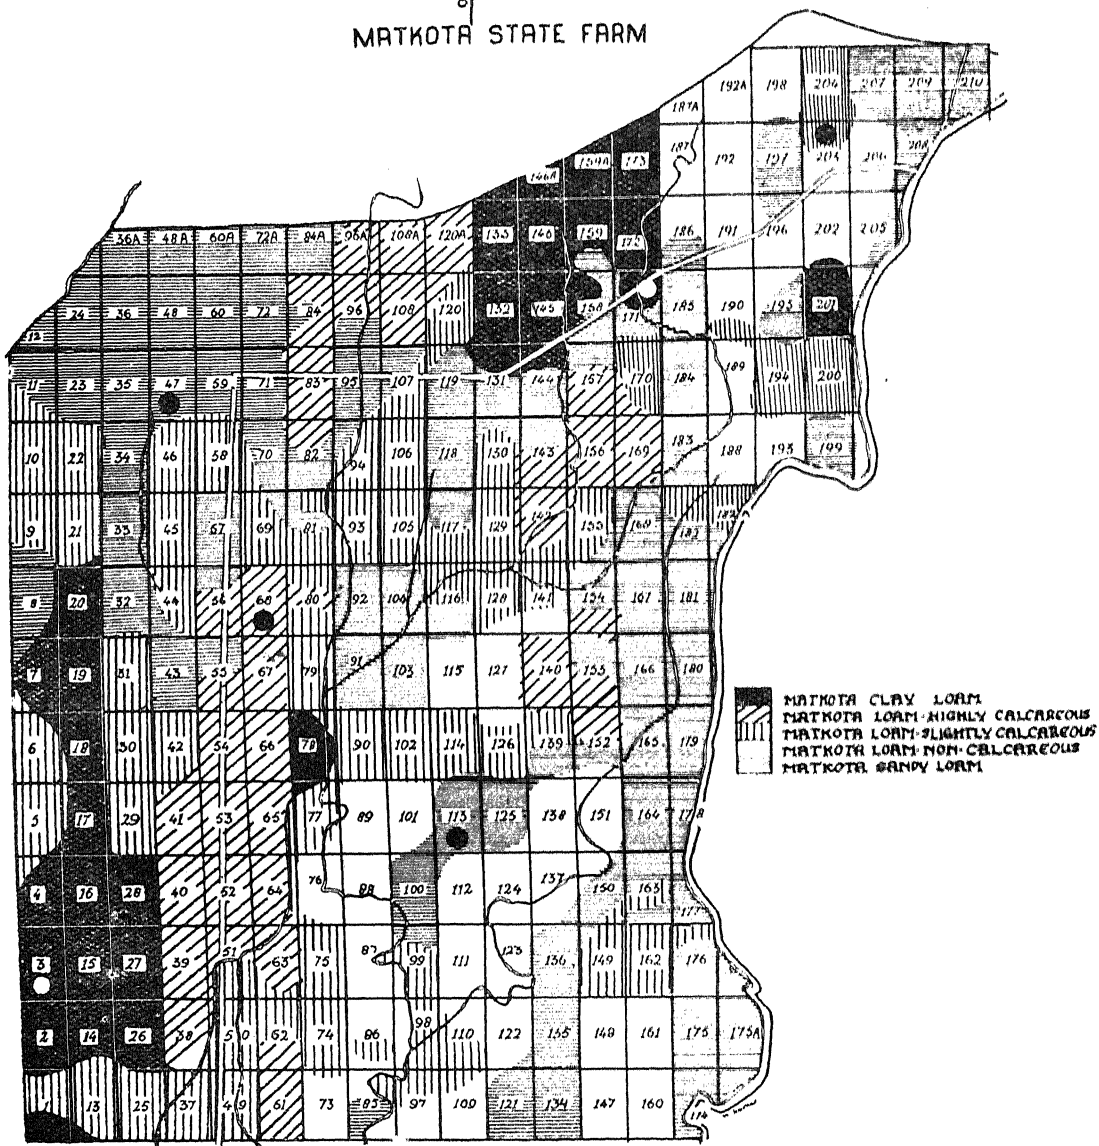 MATKOTA STATE FARM
192A 198 204 207 209 210
187A
146A 159A 173 187 192 197 203 206 208
36A 48A 60A 72A 84A 96A 108A 120A 133 146 159 172 186 191 196 202 205
12 24 36 48 60 72 84 96 108 120 132 145 158 171 185 190 195 201
11 23 35 47 59 71 83 95 107 119 131 144 157 170 184 189 194 200
10 22 34 46 58 70 82 94 106 118 130 143 156 169 183 188 193 199
9 21 33 45 67 69 81 93 105 117 129 142 155 168 182 182
8 20 32 44 56 68 80 92 104 116 128 141 154 167 181
7 19 31 43 55 67 79 91 103 115 127 140 153 166 180
6 18 30 42 54 66 78 90 102 114 126 139 152 165 179
5 17 29 41 53 65 77 89 101 113 125 138 151 164
4 16 28 40 52 64 76 88 100 112 124 137 150 163 177
3 15 27 39 51 63 75 87 99 111 123 136 149 162 176
2 14 26 38 50 62 74 86 98 110 122 135 148 161 175 175A
1 13 25 37 49 61 73 85 97 109 121 134 147 160 174
MATKOTA CLAY LOAM
MATKOTA LOAM-HIGHLY CALCAREOUS
MATKOTA LOAM-SLIGHTLY CALCAREOUS
MATKOTA LOAM-NON-CALCAREOUS
MATKOTA SANDY LOAM